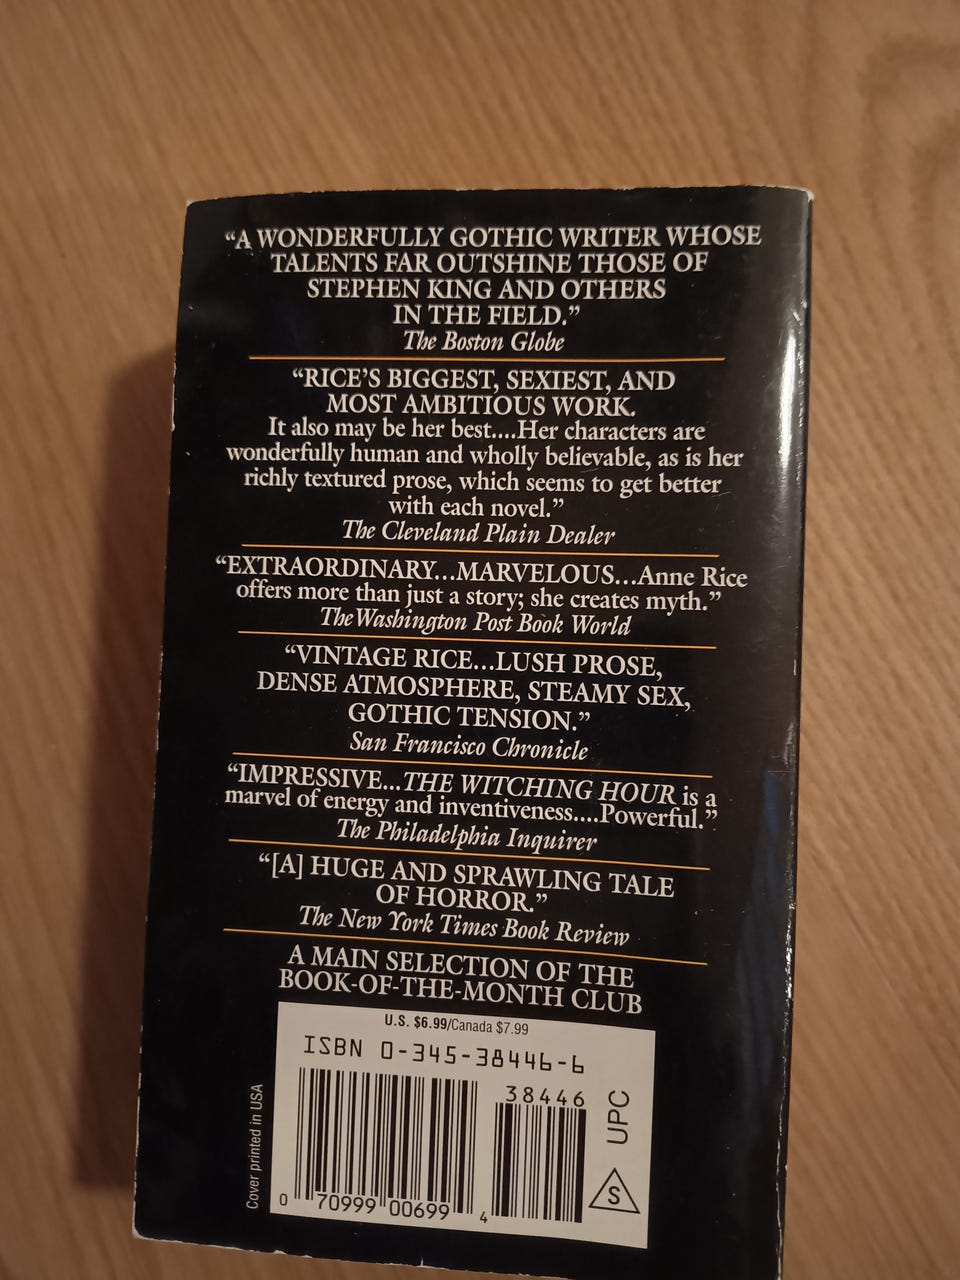 “A WONDERFULLY GOTHIC WRITER WHOSE
TALENTS FAR OUTSHINE THOSE OF
STEPHEN KING AND OTHERS
IN THE FIELD.”
The Boston Globe
“RICE’S BIGGEST, SEXIEST, AND
MOST AMBITIOUS WORK.
It also may be her best....Her characters are
wonderfully human and wholly believable, as is her
richly textured prose, which seems to get better
with each novel.”
The Cleveland Plain Dealer
“EXTRAORDINARY...MARVELOUS...Anne Rice
offers more than just a story; she creates myth.”
The Washington Post Book World
“VINTAGE RICE...LUSH PROSE,
DENSE ATMOSPHERE, STEAMY SEX,
GOTHIC TENSION.”
San Francisco Chronicle
“IMPRESSIVE...THE WITCHING HOUR is a
marvel of energy and inventiveness....Powerful.”
The Philadelphia Inquirer
“[A] HUGE AND SPRAWLING TALE
OF HORROR.”
The New York Times Book Review
A MAIN SELECTION OF THE
BOOK-OF-THE-MONTH CLUB
U.S. $6.99/Canada $7.99
ISBN 0-345-38446-6
38446
0 70999 00699 4
UPC
S
Cover printed in USA